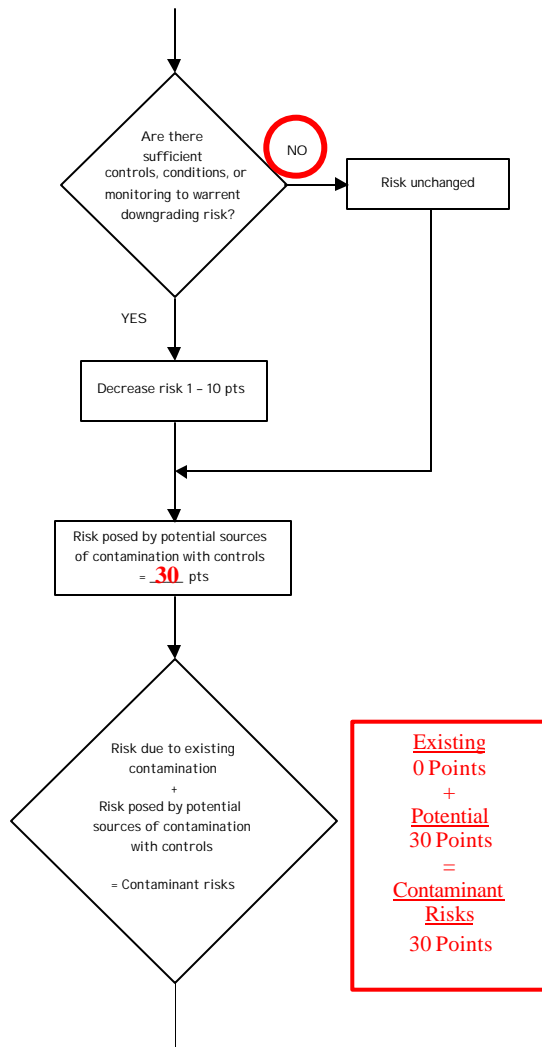 Are there
sufficient
controls, conditions, or
monitoring to warrent
downgrading risk?
NO
Risk unchanged
YES
Decrease risk 1 – 10 pts
Risk posed by potential sources
of contamination with controls
= 30 pts
Risk due to existing
contamination
+
Risk posed by potential
sources of contamination
with controls
= Contaminant risks
Existing
0 Points
+
Potential
30 Points
=
Contaminant
Risks
30 Points